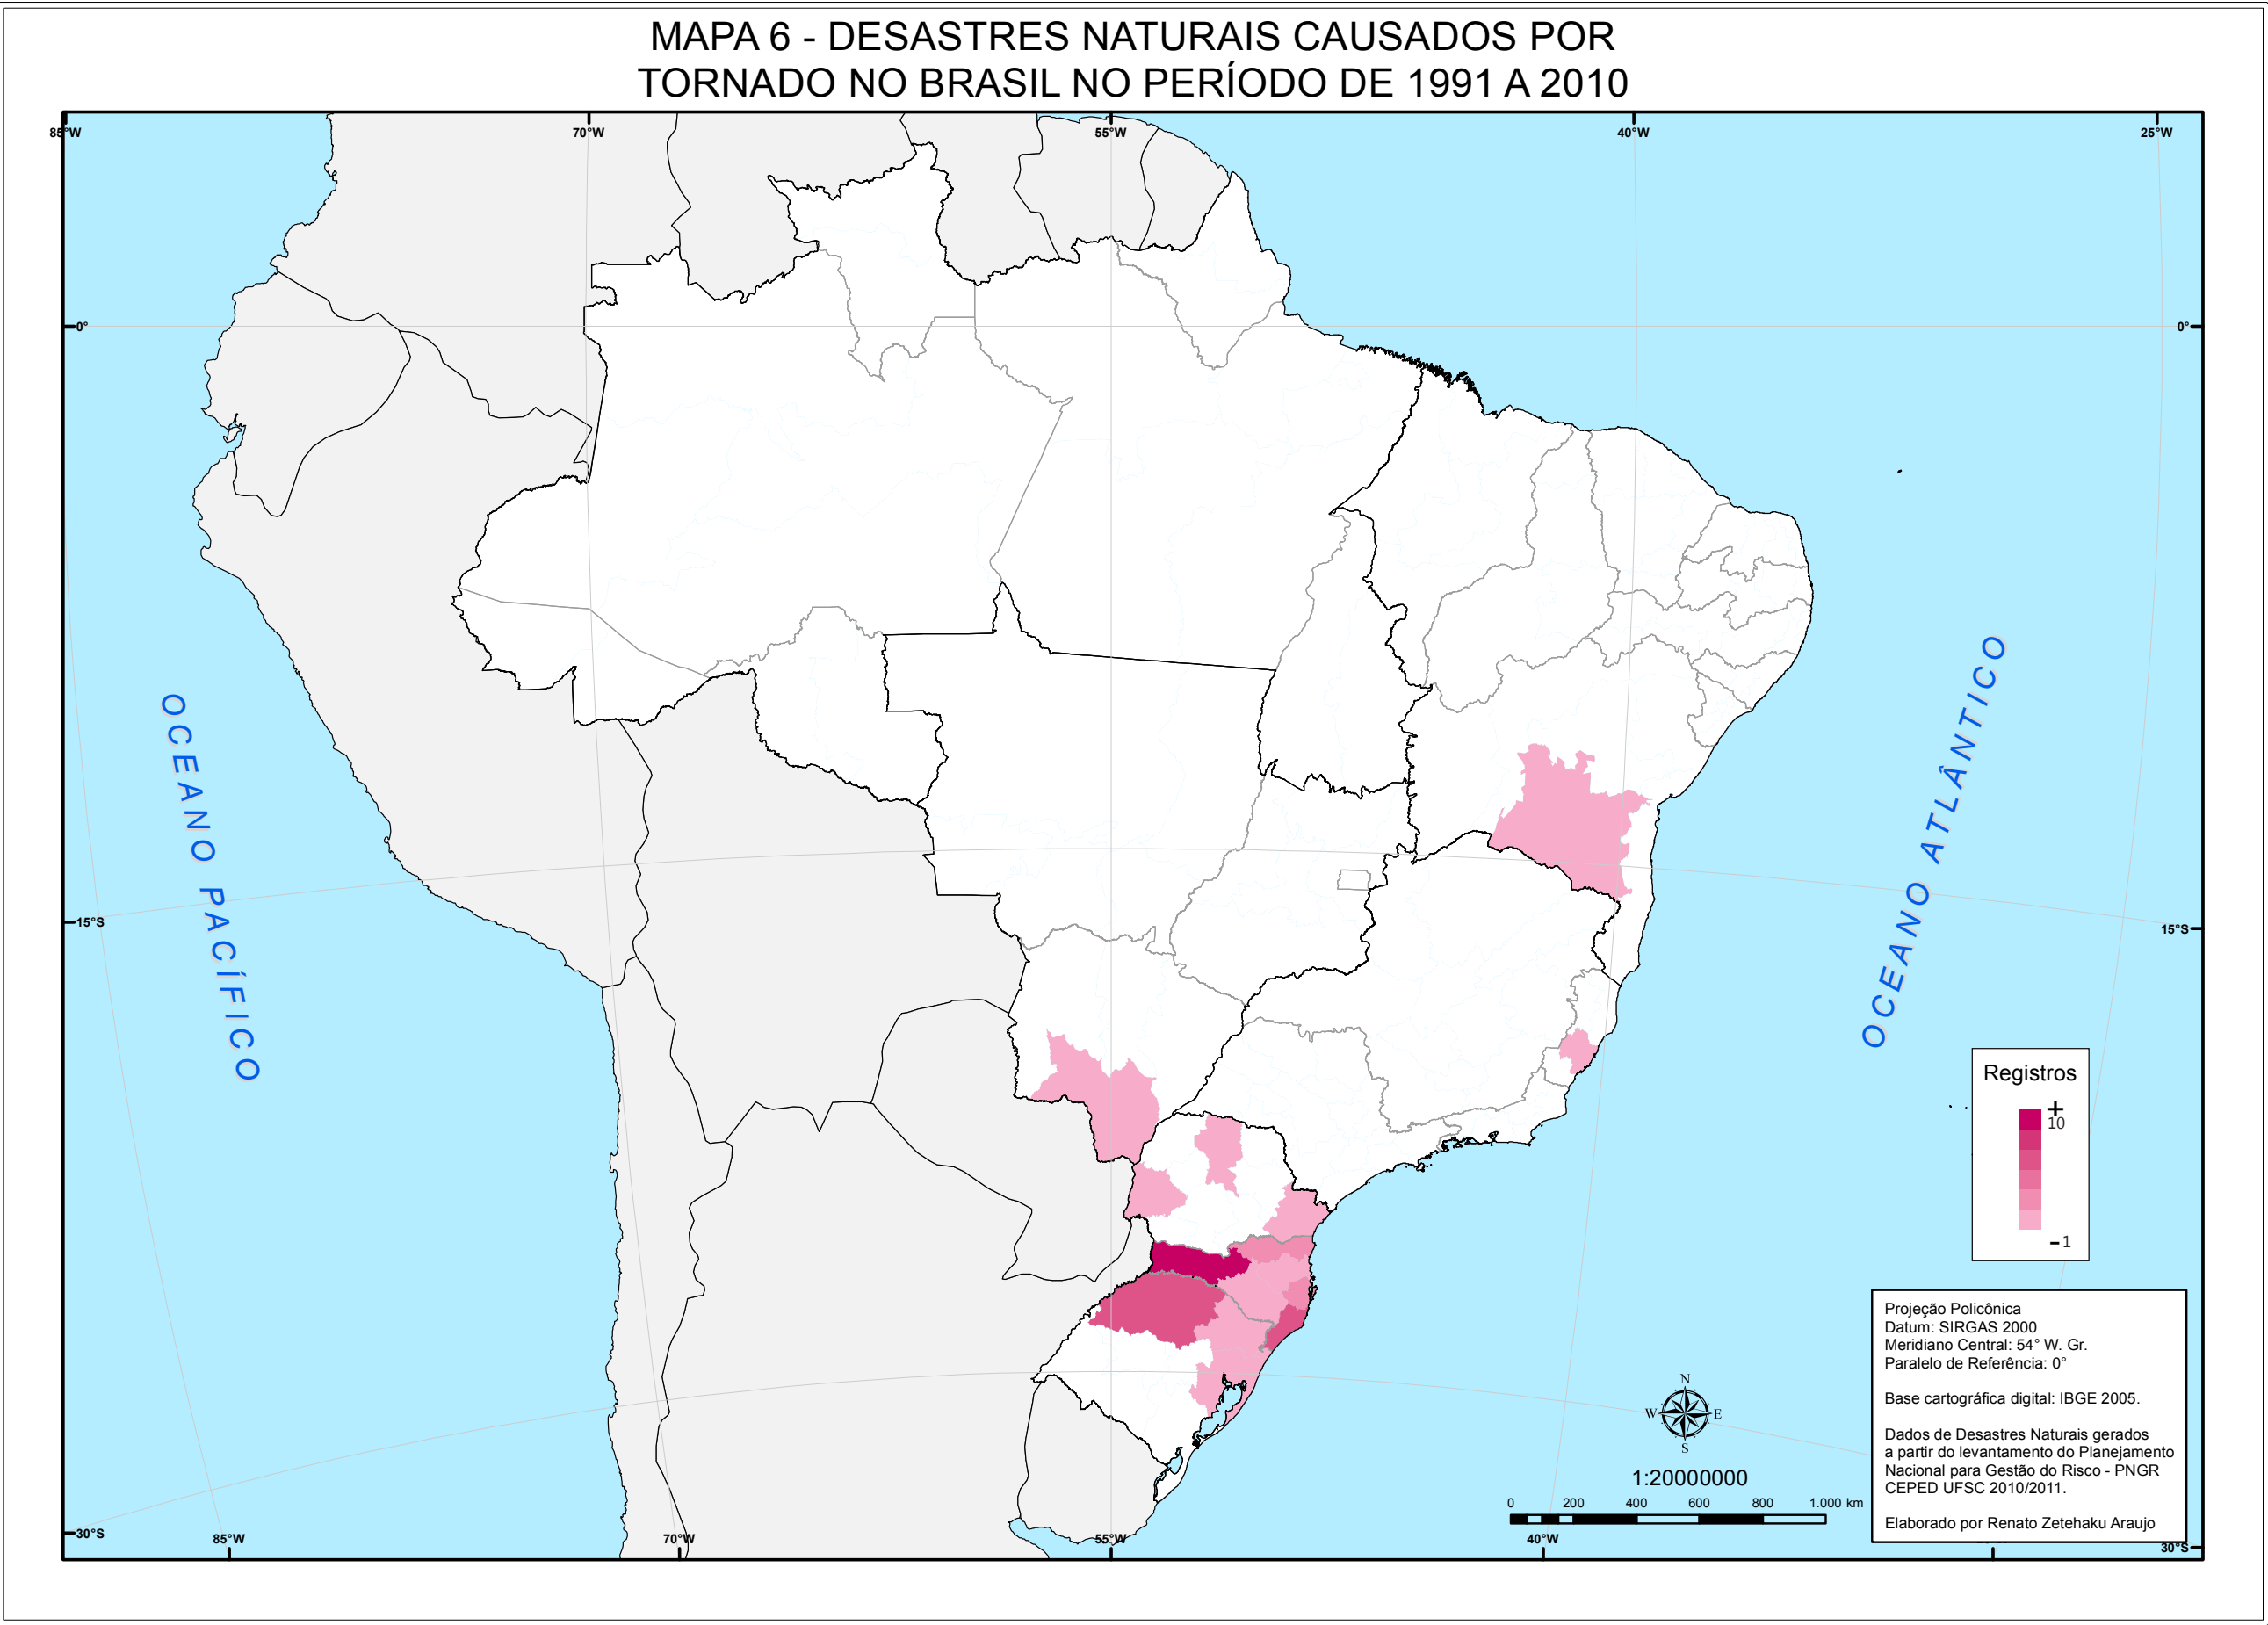 MAPA 6 - DESASTRES NATURAIS CAUSADOS POR
TORNADO NO BRASIL NO PERÍODO DE 1991 A 2010
85°W
70°W
55°W
40°W
25°W
0°
0°
OCEANO PACÍFICO
OCEANO ATLÂNTICO
15°S
15°S
Registros
+
10
-1
Projeção Policônica
Datum: SIRGAS 2000
Meridiano Central: 54° W. Gr.
Paralelo de Referência: 0°
Base cartográfica digital: IBGE 2005.
Dados de Desastres Naturais gerados
a partir do levantamento do Planejamento
Nacional para Gestão do Risco - PNGR
CEPED UFSC 2010/2011.
Elaborado por Renato Zetehaku Araujo
N
W
E
S
1:20000000
0 200 400 600 800 1.000 km
30°S
30°S
85°W
70°W
55°W
40°W